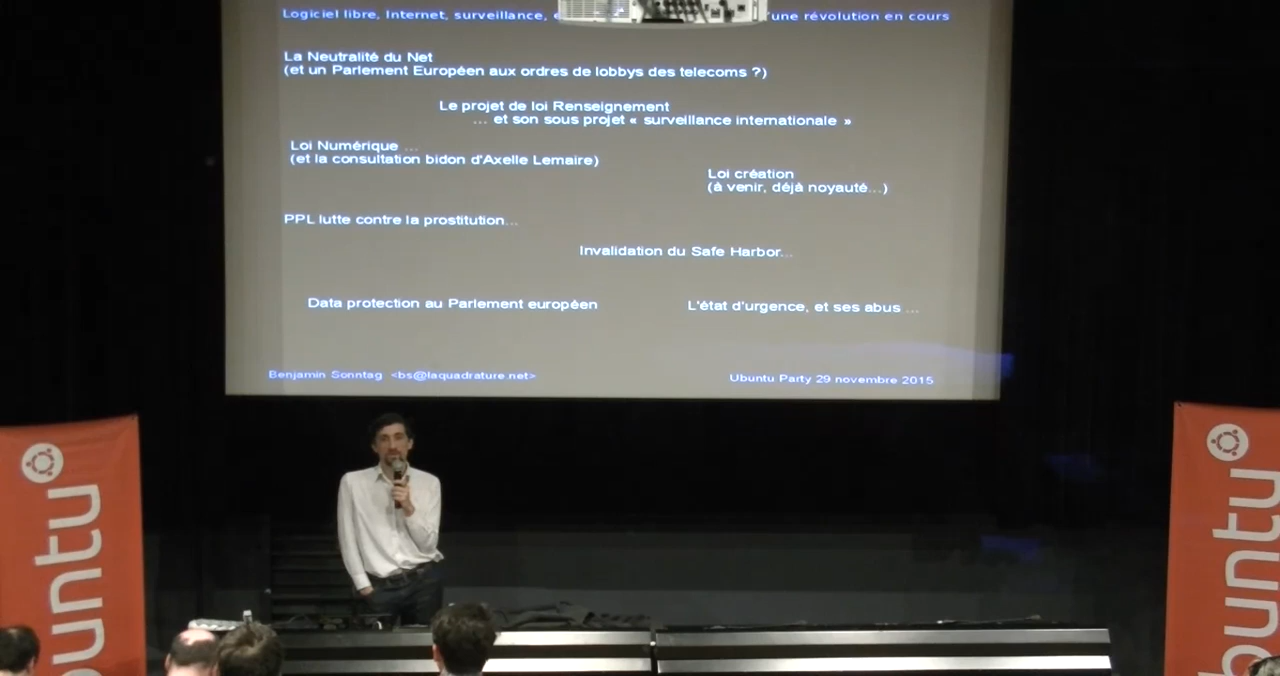 Logiciel libre, Internet, surveillance, 'une révolution en cours
La Neutralité du Net
(et un Parlement Européen aux ordres de lobbys des telecoms ?)
Le projet de loi Renseignement
... et son sous projet « surveillance internationale »
Loi Numérique ...
(et la consultation bidon d'Axelle Lemaire)
Loi création
(à venir, déjà noyauté...)
PPL lutte contre la prostitution...
Invalidation du Safe Harbor...
Data protection au Parlement européen
L'état d'urgence, et ses abus ...
Benjamin Sonntag <bs@laquadrature.net>
Ubuntu Party 29 novembre 2015
buntu
buntu